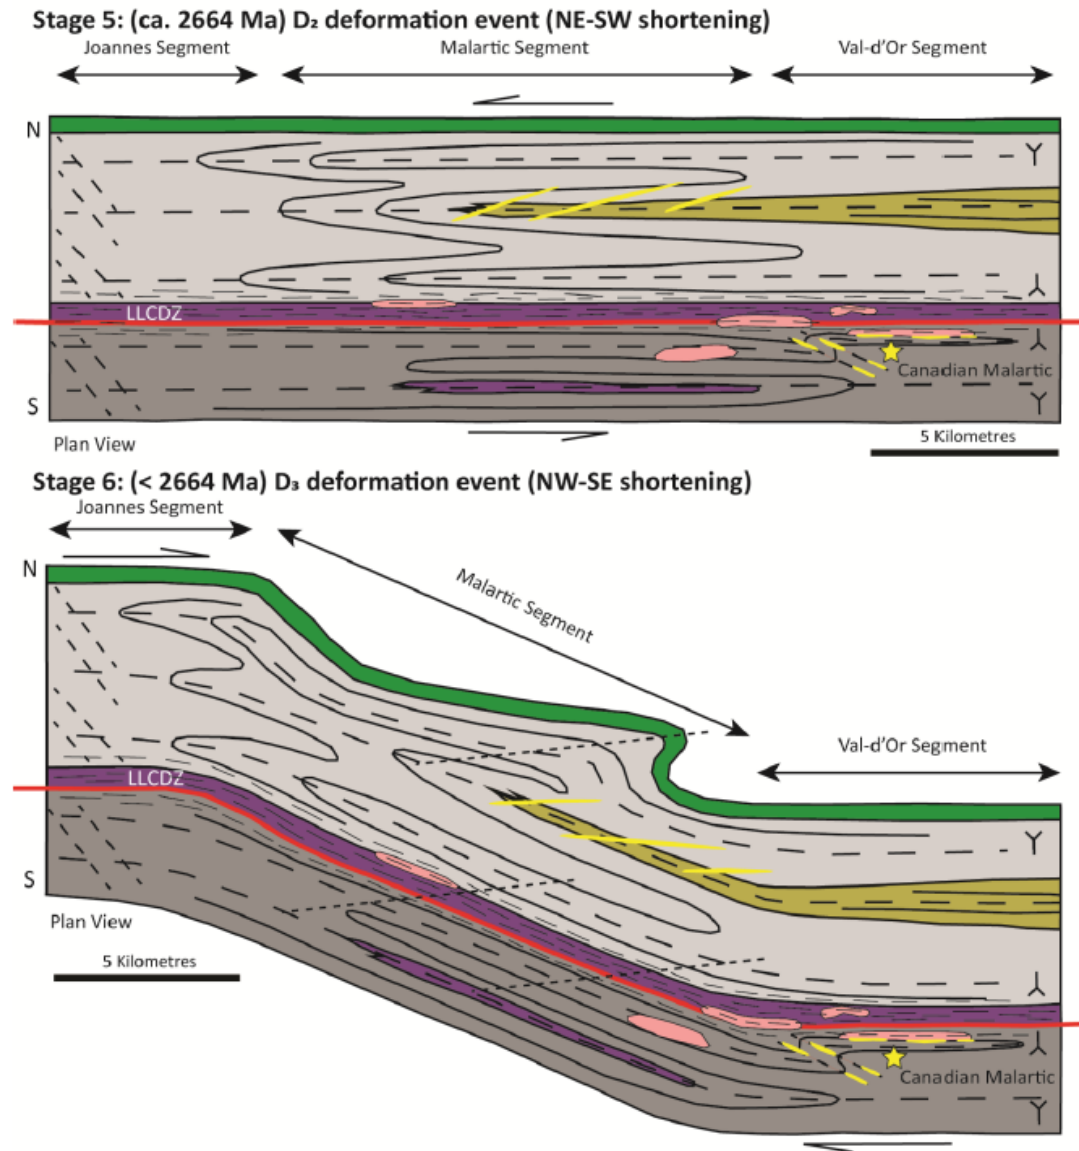 Stage 5: (ca. 2664 Ma) D₂ deformation event (NE-SW shortening)
Joannes Segment
Malartic Segment
Val-d'Or Segment
N
LLCDZ
Canadian Malartic
S
Plan View
5 Kilometres
Stage 6: (< 2664 Ma) D₃ deformation event (NW-SE shortening)
Joannes Segment
N
Malartic Segment
Val-d'Or Segment
LLCDZ
S
Plan View
5 Kilometres
Canadian Malartic